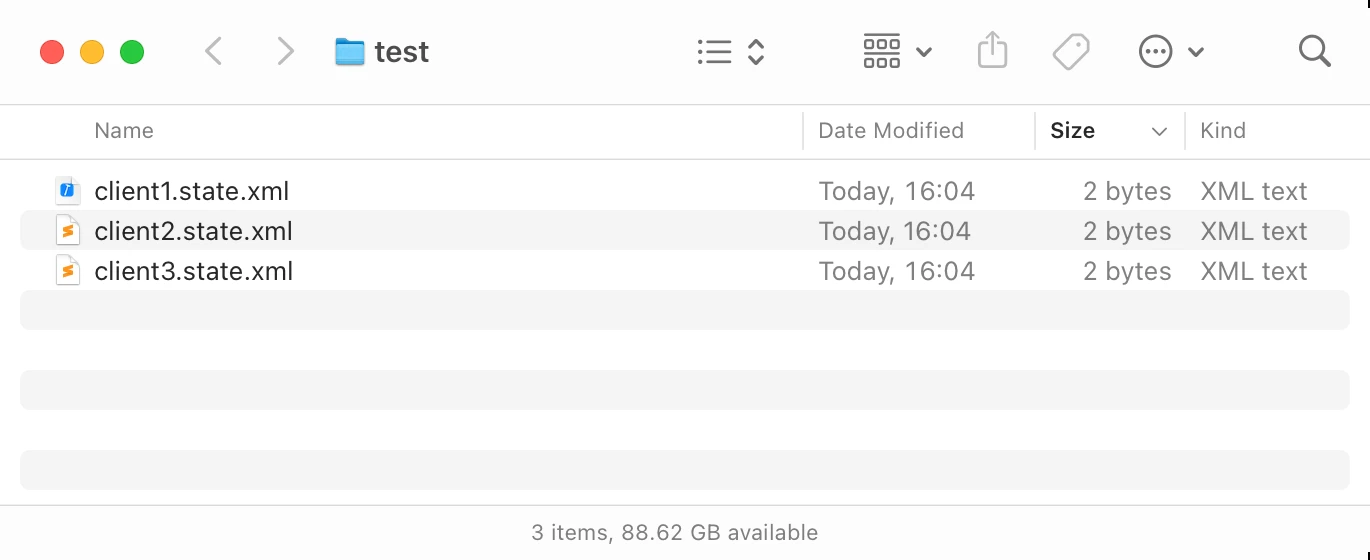 test
Name Date Modified Size Kind
client1.state.xml Today, 16:04 2 bytes XML text
client2.state.xml Today, 16:04 2 bytes XML text
client3.state.xml Today, 16:04 2 bytes XML text
3 items, 88.62 GB available